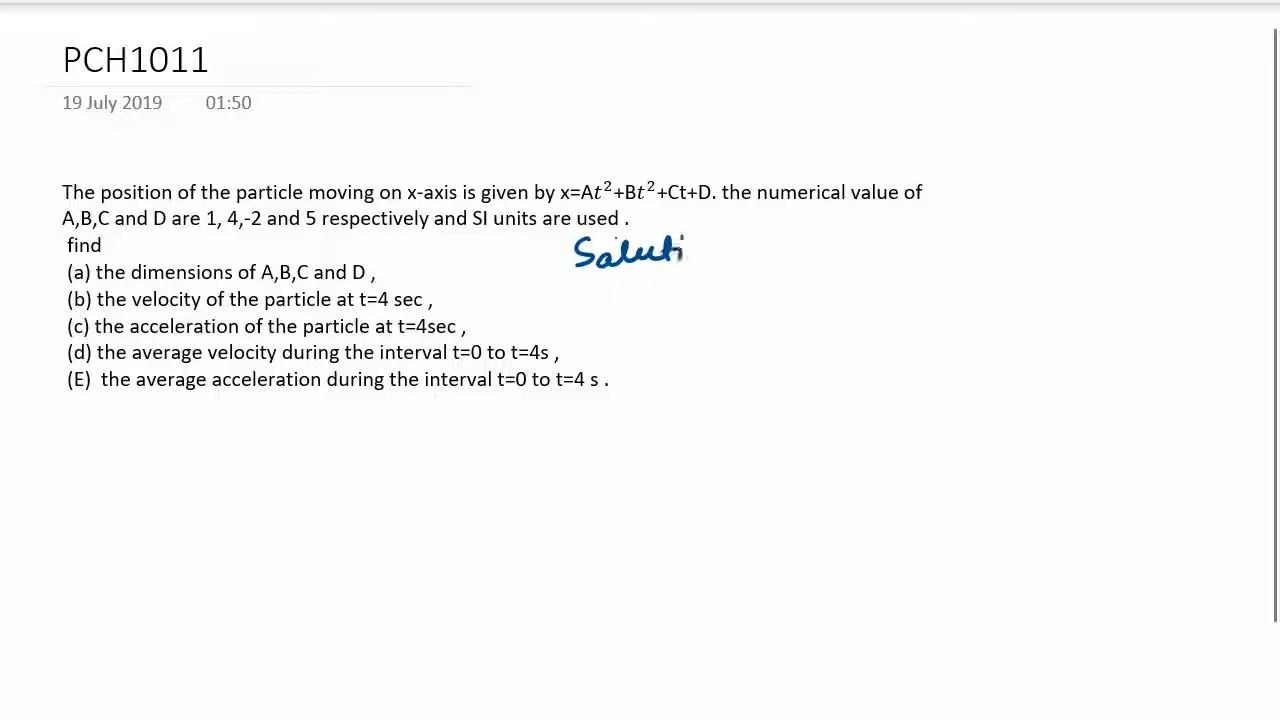 PCH1011
19 July 2019 01:50
The position of the particle moving on x-axis is given by x=At²+Bt²+Ct+D. the numerical value of
A,B,C and D are 1, 4,-2 and 5 respectively and SI units are used .
find
Saluti
(a) the dimensions of A,B,C and D ,
(b) the velocity of the particle at t=4 sec ,
(c) the acceleration of the particle at t=4sec ,
(d) the average velocity during the interval t=0 to t=4s ,
(E) the average acceleration during the interval t=0 to t=4 s .